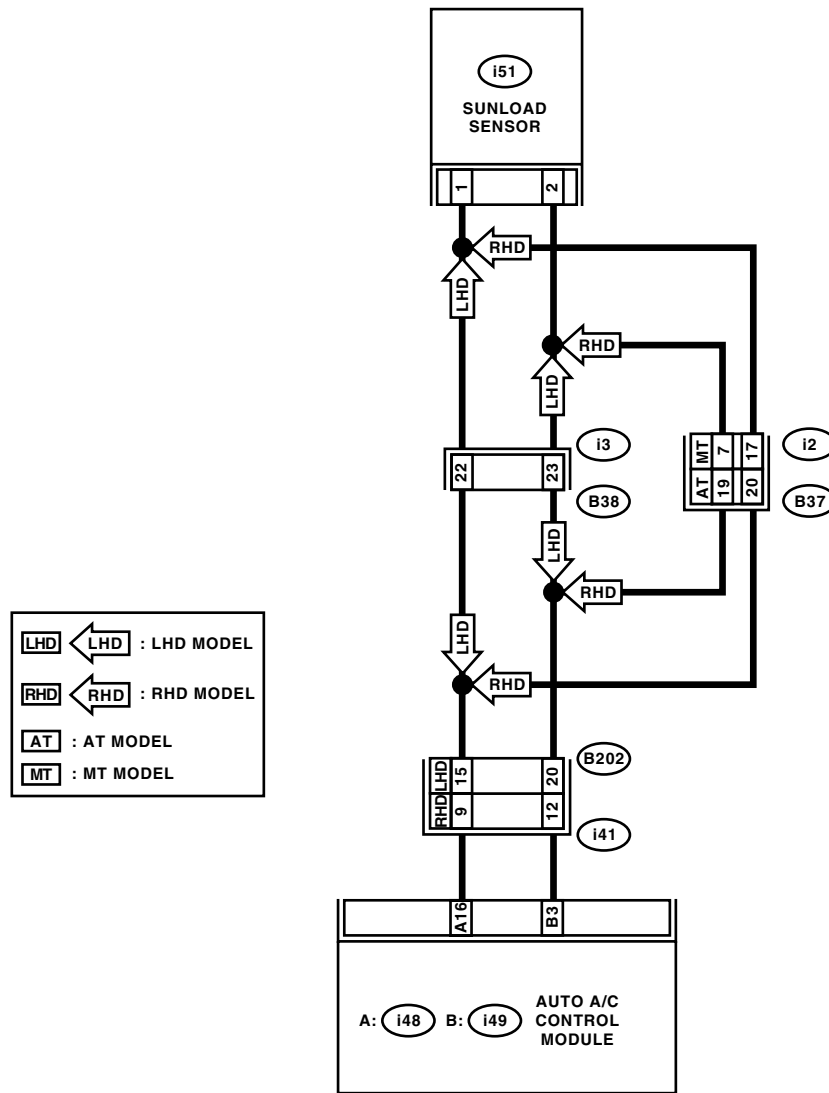 i51
SUNLOAD
SENSOR
1
2
RHD
LHD
RHD
LHD
i3
i2
22
23
MT
7
17
AT
19
20
B38
B37
LHD
RHD
LHD
RHD
LHD
LHD
: LHD MODEL
RHD
RHD
: RHD MODEL
AT
: AT MODEL
MT
: MT MODEL
B202
LHD
15
20
RHD
9
12
i41
A16
B3
A:
i48
B:
i49
AUTO A/C
CONTROL
MODULE